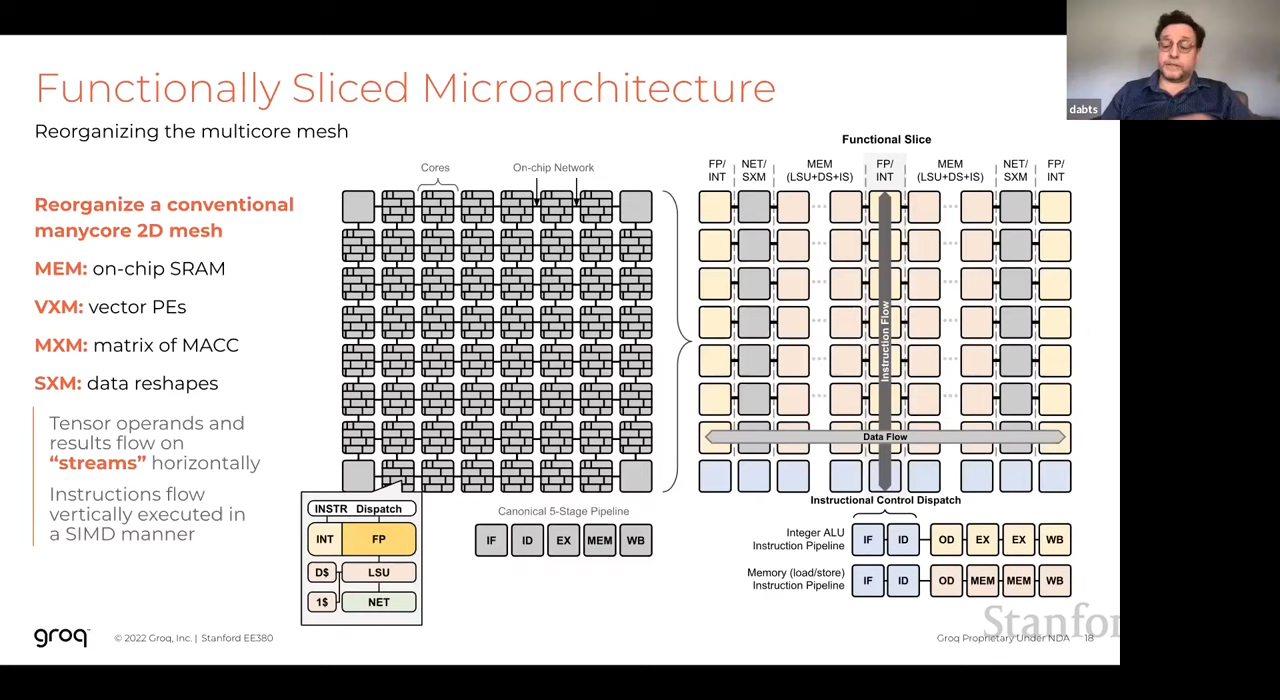 dabts
Functionally Sliced Microarchitecture
Reorganizing the multicore mesh
Reorganize a conventional
manycore 2D mesh
MEM: on-chip SRAM
VXM: vector PEs
MXM: matrix of MACC
SXM: data reshapes
Tensor operands and
results flow on
“streams” horizontally
Instructions flow
vertically executed in
a SIMD manner
Cores
On-chip Network
INSTR Dispatch
INT FP
D$ LSU
1$ NET
Canonical 5-Stage Pipeline
IF ID EX MEM WB
Functional Slice
FP/
INT
NET/
SXM
MEM
(LSU+DS+IS)
FP/
INT
MEM
(LSU+DS+IS)
NET/
SXM
FP/
INT
Instruction Flow
Data Flow
Instructional Control Dispatch
Integer ALU
Instruction Pipeline
IF ID OD EX EX WB
Memory (load/store)
Instruction Pipeline
IF ID OD MEM MEM WB
groq™
© 2022 Groq, Inc. | Stanford EE380
Stanfor
Groq Proprietary Under NDA 18